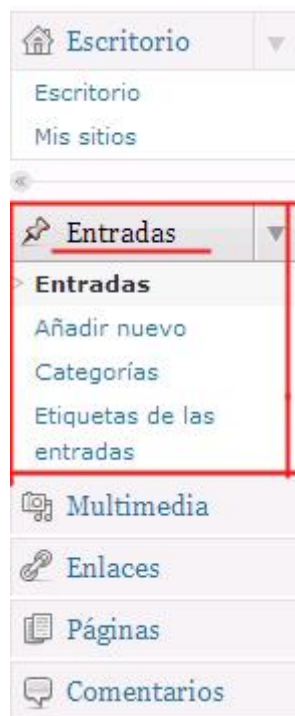 Escritorio
Escritorio
Mis sitios
Entradas
Entradas
Añadir nuevo
Categorías
Etiquetas de las
entradas
Multimedia
Enlaces
Páginas
Comentarios